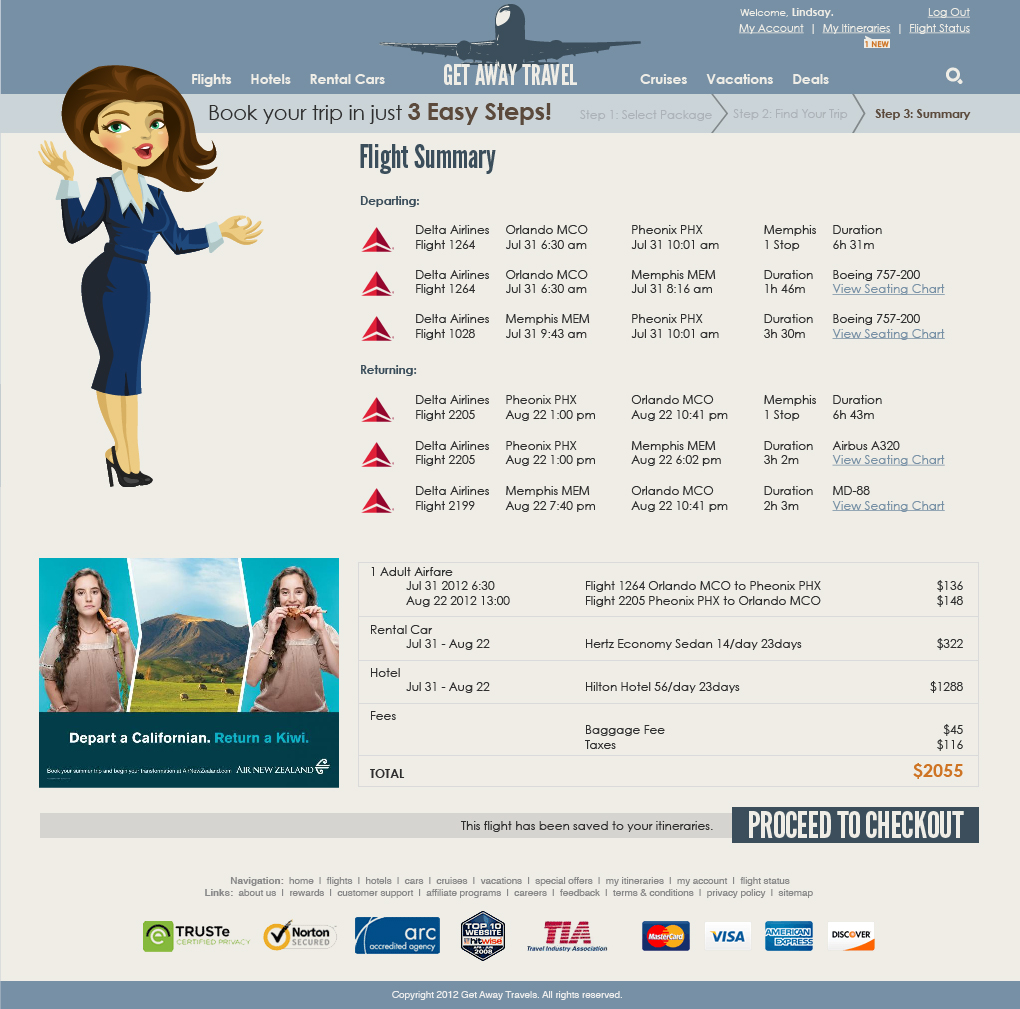 Welcome, Lindsay. Log Out
My Account | My Itineraries | Flight Status
1 NEW
Flights Hotels Rental Cars GET AWAY TRAVEL Cruises Vacations Deals
Book your trip in just 3 Easy Steps! Step 1: Select Package Step 2: Find Your Trip Step 3: Summary
Flight Summary
Departing:
Delta Airlines Orlando MCO Pheonix PHX Memphis Duration
Flight 1264 Jul 31 6:30 am Jul 31 10:01 am 1 Stop 6h 31m
Delta Airlines Orlando MCO Memphis MEM Duration Boeing 757-200
Flight 1264 Jul 31 6:30 am Jul 31 8:16 am 1h 46m View Seating Chart
Delta Airlines Memphis MEM Pheonix PHX Duration Boeing 757-200
Flight 1028 Jul 31 9:43 am Jul 31 10:01 am 3h 30m View Seating Chart
Returning:
Delta Airlines Pheonix PHX Orlando MCO Memphis Duration
Flight 2205 Aug 22 1:00 pm Aug 22 10:41 pm 1 Stop 6h 43m
Delta Airlines Pheonix PHX Memphis MEM Duration Airbus A320
Flight 2205 Aug 22 1:00 pm Aug 22 6:02 pm 3h 2m View Seating Chart
Delta Airlines Memphis MEM Orlando MCO Duration MD-88
Flight 2199 Aug 22 7:40 pm Aug 22 10:41 pm 2h 3m View Seating Chart
Depart a Californian. Return a Kiwi.
Book your summer trip and begin your transformation at AirNewZealand.com AIR NEW ZEALAND
1 Adult Airfare
Jul 31 2012 6:30 Flight 1264 Orlando MCO to Pheonix PHX $136
Aug 22 2012 13:00 Flight 2205 Pheonix PHX to Orlando MCO $148
Rental Car
Jul 31 - Aug 22 Hertz Economy Sedan 14/day 23days $322
Hotel
Jul 31 - Aug 22 Hilton Hotel 56/day 23days $1288
Fees
Baggage Fee $45
Taxes $116
TOTAL $2055
This flight has been saved to your itineraries. PROCEED TO CHECKOUT
Navigation: home | flights | hotels | cars | cruises | vacations | special offers | my itineraries | my account | flight status
Links: about us | rewards | customer support | affiliate programs | careers | feedback | terms & conditions | privacy policy | sitemap
TRUSTe
CERTIFIED PRIVACY
Norton
SECURED
arc
accredited agency
TOP 10
WEBSITE
hitwise
2008
TIA
Travel Industry Association
MasterCard
VISA
AMERICAN
EXPRESS
DISCOVER
Copyright 2012 Get Away Travels. All rights reserved.